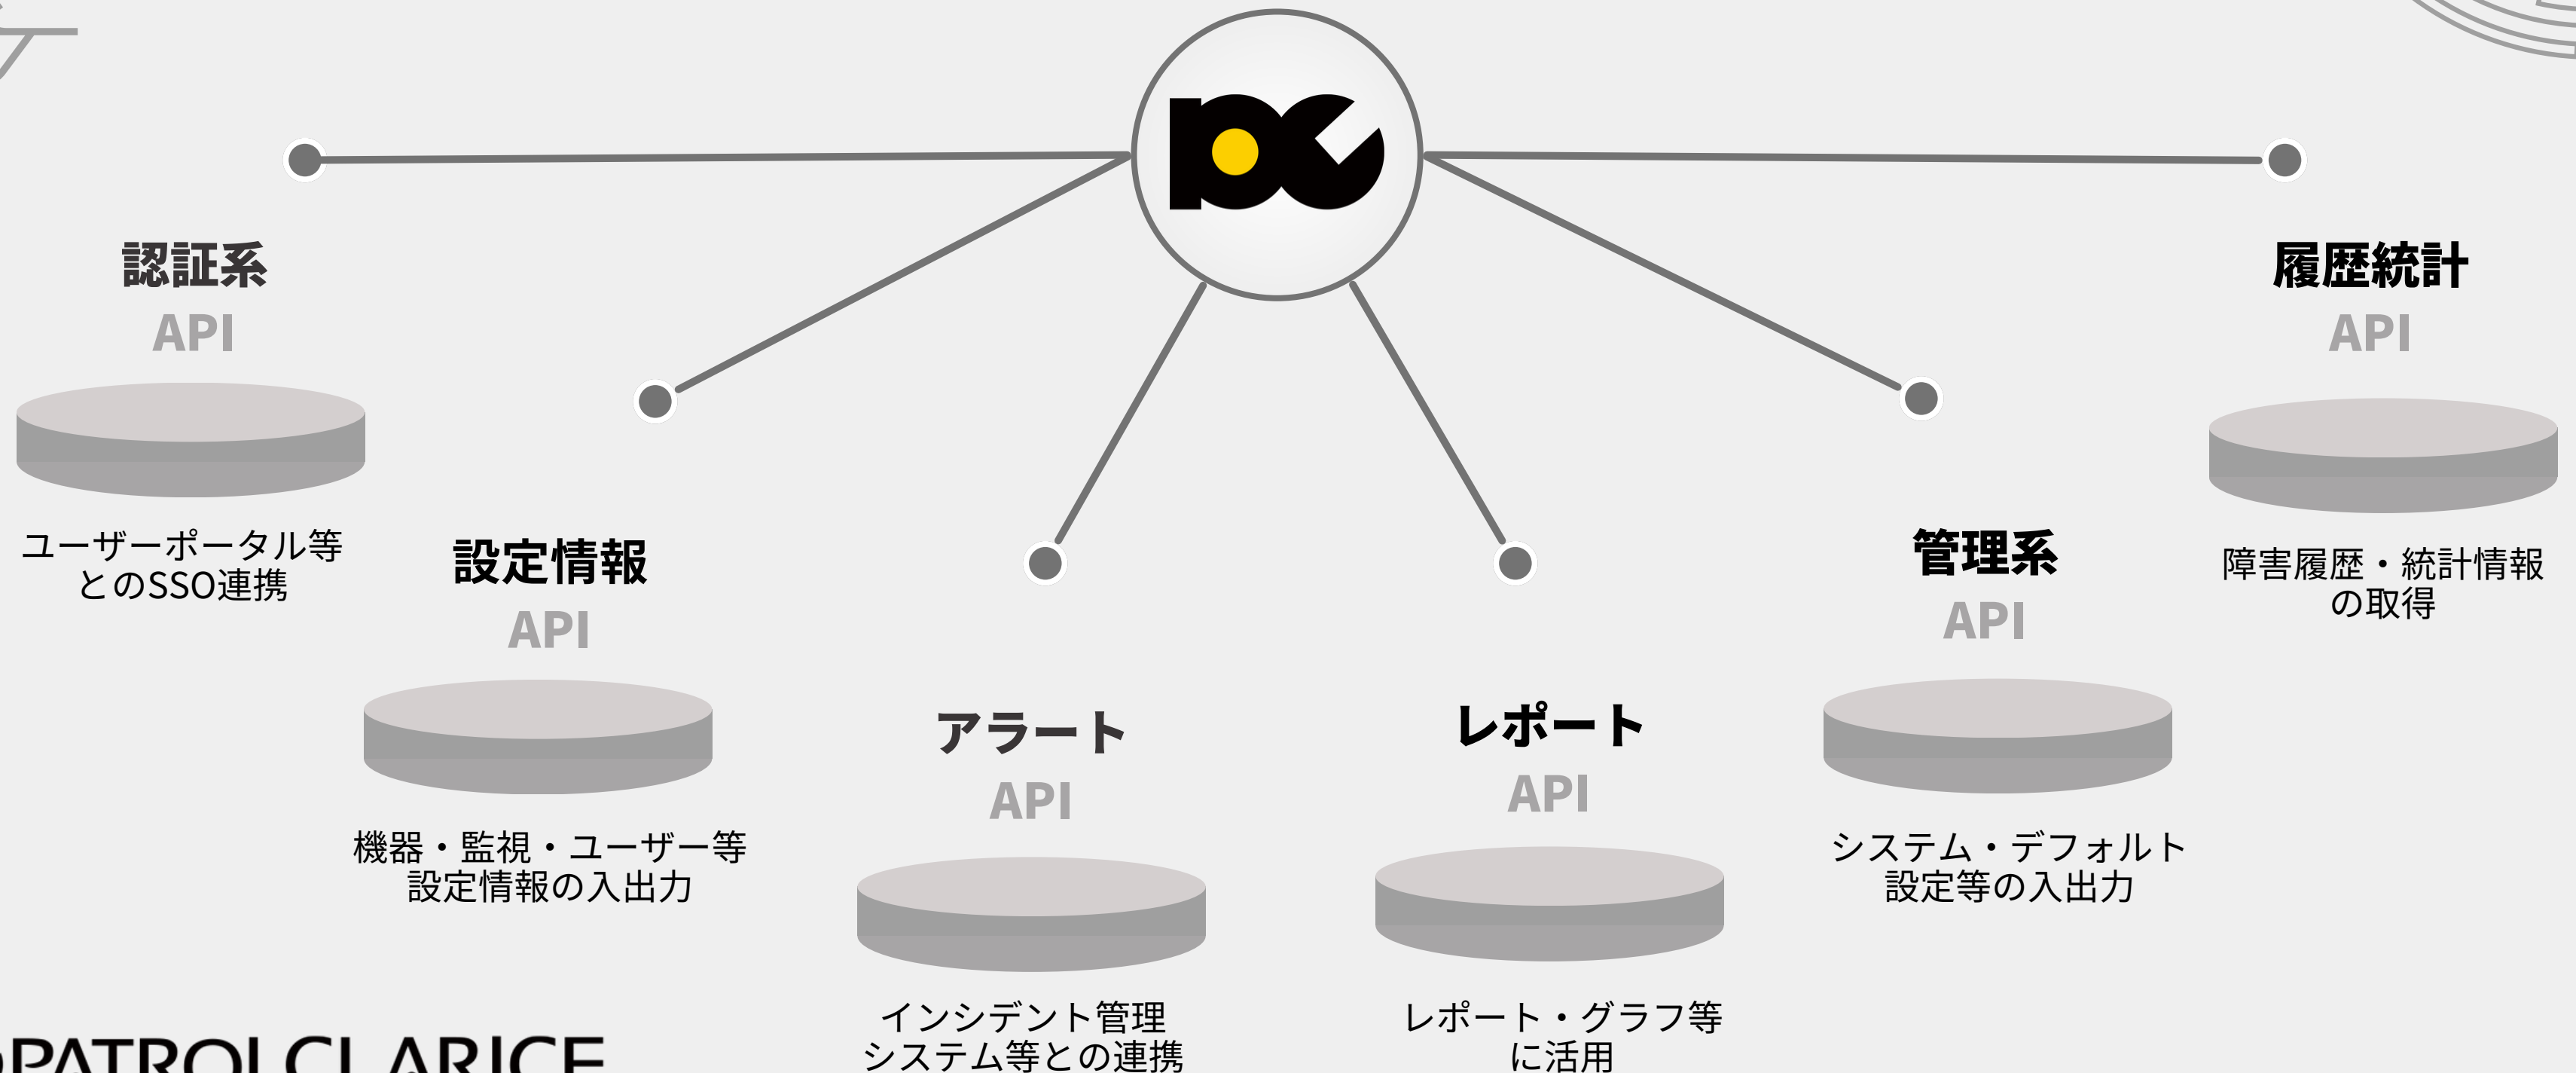 認証系
API
ユーザーポータル等
とのSSO連携
設定情報
API
機器・監視・ユーザー等
設定情報の入出力
アラート
API
インシデント管理
システム等との連携
レポート
API
レポート・グラフ等
に活用
管理系
API
システム・デフォルト
設定等の入出力
履歴統計
API
障害履歴・統計情報
の取得
PATROLCLARICE